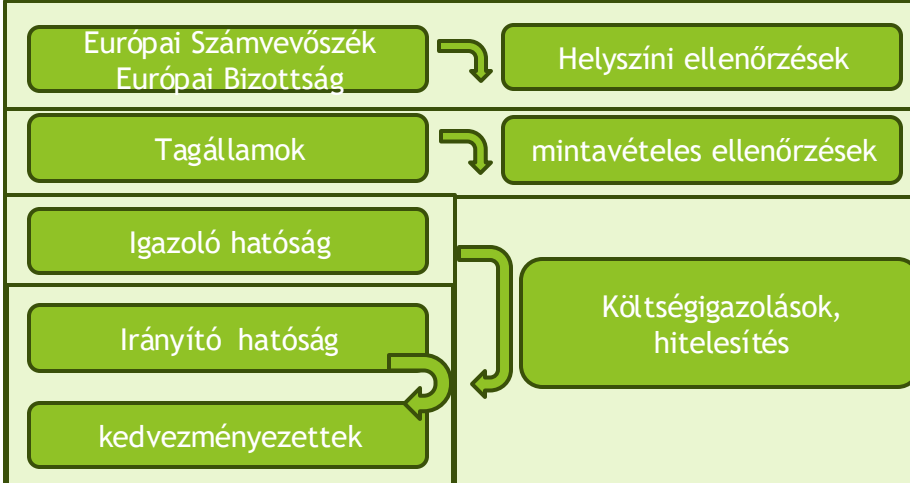 Európai Számvevőszék
Európai Bizottság
Helyszíni ellenőrzések
Tagállamok
mintavételes ellenőrzések
Igazoló hatóság
Költségigazolások,
hitelesítés
Irányító hatóság
kedvezményezettek